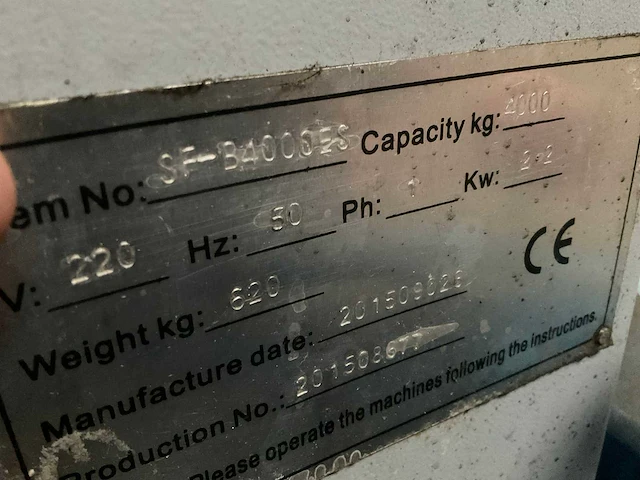 em No: SF-B4000ES Capacity kg: 4000
V: 220 Hz: 50 Ph: 1 Kw: 2.2
Weight kg: 620 CE
Manufacture date:
Production No.:
Please operate the machines following the instructions.